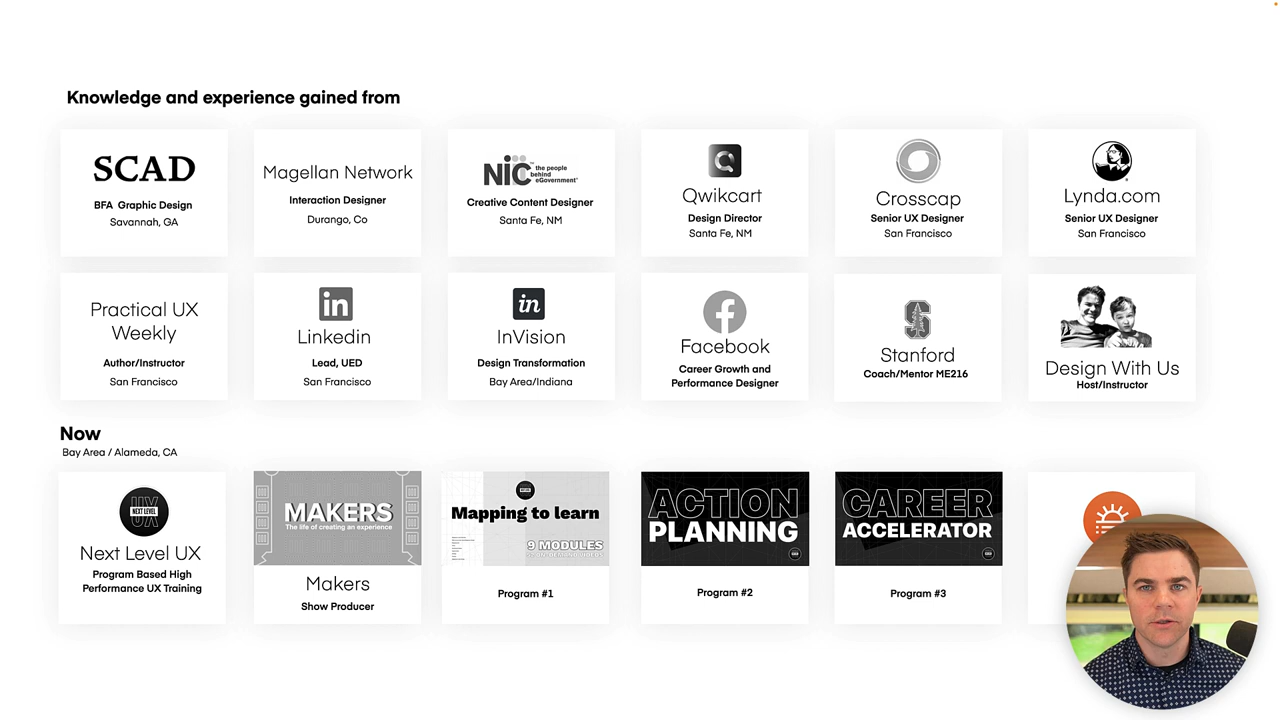 Knowledge and experience gained from
SCAD
BFA Graphic Design
Savannah, GA
Magellan Network
Interaction Designer
Durango, Co
NIC
the people
behind
eGovernment
Creative Content Designer
Santa Fe, NM
Qwikcart
Design Director
Santa Fe, NM
Crosscap
Senior UX Designer
San Francisco
Lynda.com
Senior UX Designer
San Francisco
Practical UX
Weekly
Author/Instructor
San Francisco
in
Linkedin
Lead, UED
San Francisco
in
InVision
Design Transformation
Bay Area/Indiana
f
Facebook
Career Growth and
Performance Designer
S
Stanford
Coach/Mentor ME216
Design With Us
Host/Instructor
Now
Bay Area / Alameda, CA
UX
NEXT LEVEL
Next Level UX
Program Based High
Performance UX Training
MAKERS
The life of creating an experience
Makers
Show Producer
Mapping to learn
9 MODULES
Program #1
ACTION
PLANNING
Program #2
CAREER
ACCELERATOR
Program #3